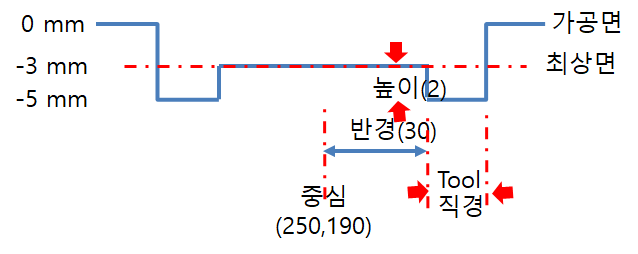 0 mm
가공면
-3 mm
최상면
-5 mm
높이(2)
반경(30)
중심
(250,190)
Tool
직경